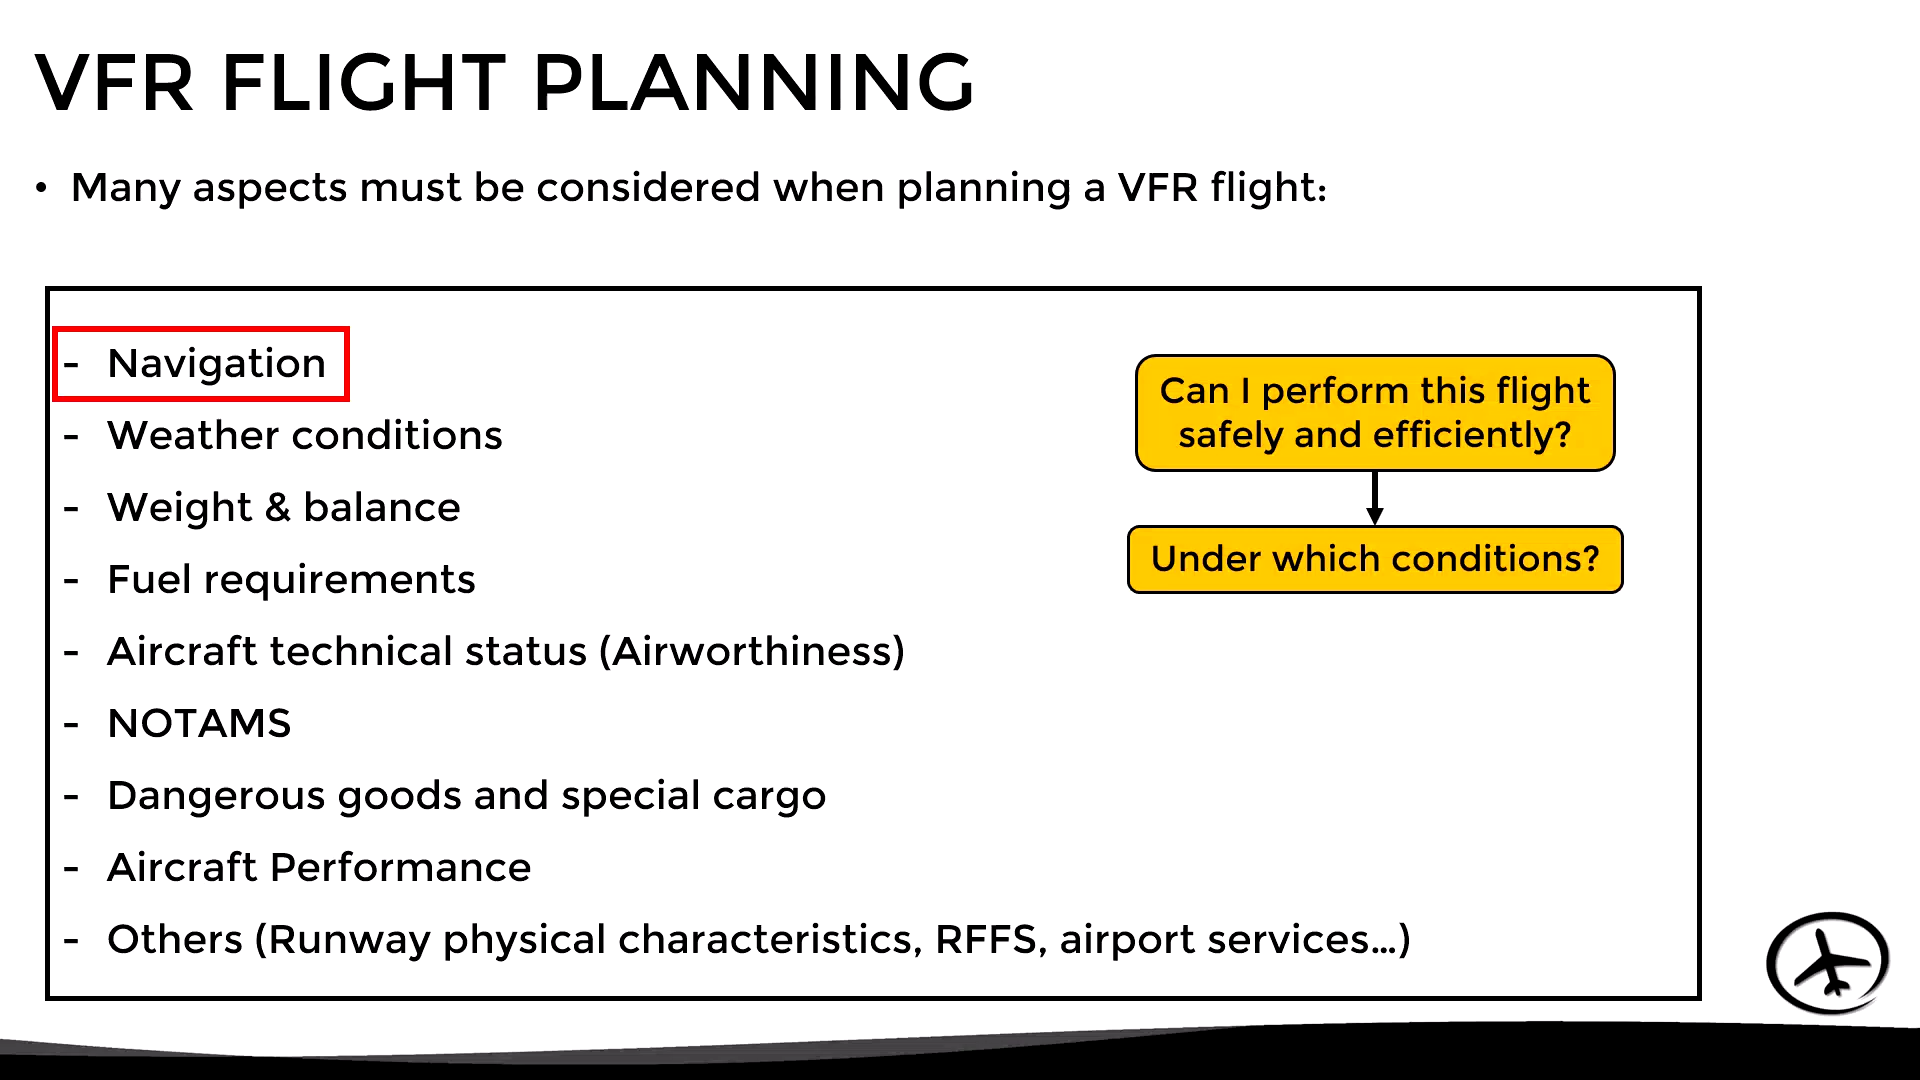 VFR FLIGHT PLANNING
• Many aspects must be considered when planning a VFR flight:
- Navigation
- Weather conditions
- Weight & balance
- Fuel requirements
- Aircraft technical status (Airworthiness)
- NOTAMS
- Dangerous goods and special cargo
- Aircraft Performance
- Others (Runway physical characteristics, RFFS, airport services...)
Can I perform this flight
safely and efficiently?
Under which conditions?